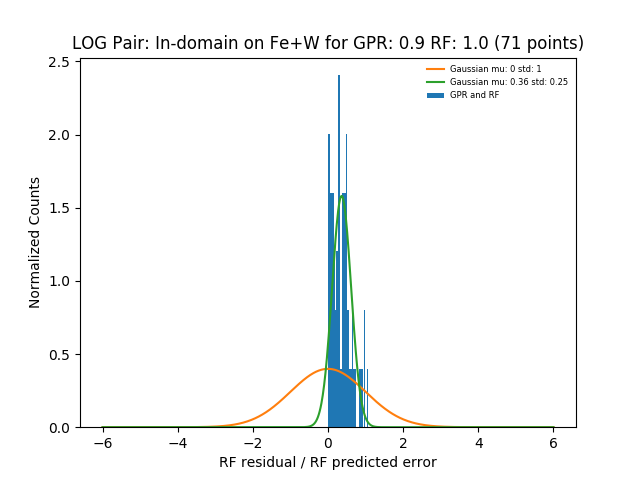 LOG Pair: In-domain on Fe+W for GPR: 0.9 RF: 1.0 (71 points)
Gaussian mu: 0 std: 1
Gaussian mu: 0.36 std: 0.25
GPR and RF
Normalized Counts
2.5
2.0
1.5
1.0
0.5
0.0
−6 −4 −2 0 2 4 6
RF residual / RF predicted error